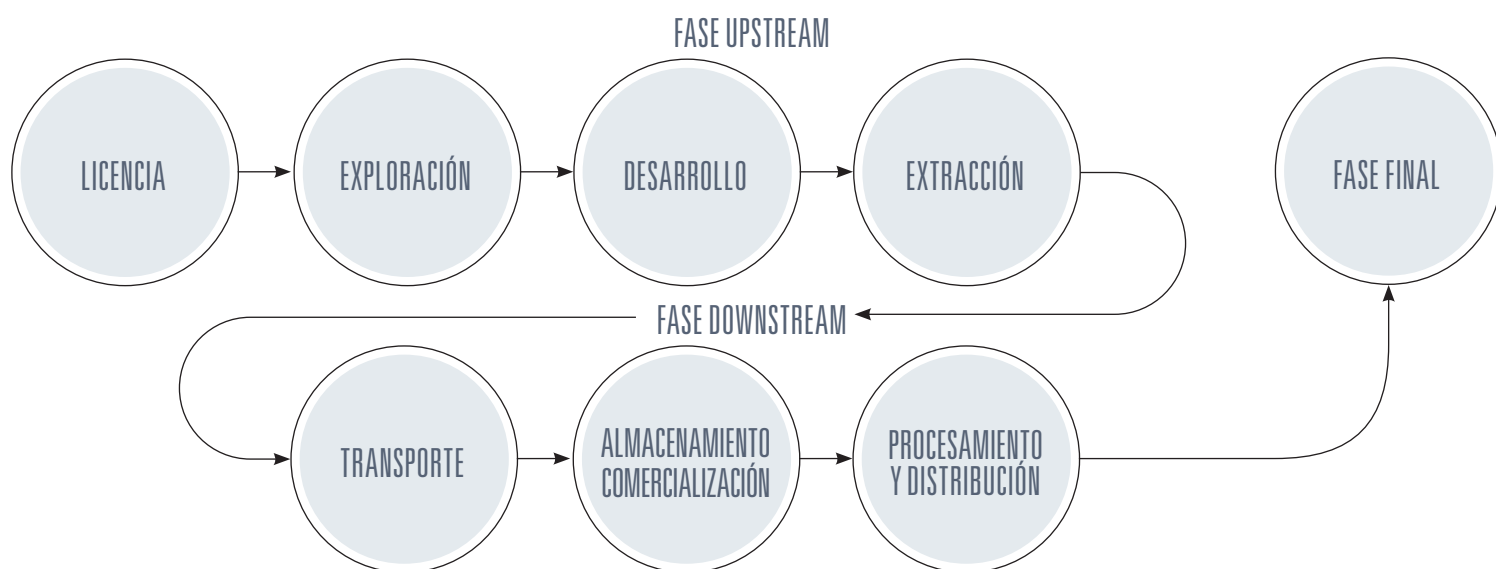 FASE UPSTREAM
LICENCIA
EXPLORACIÓN
DESARROLLO
EXTRACCIÓN
FASE FINAL
FASE DOWNSTREAM
TRANSPORTE
ALMACENAMIENTO
COMERCIALIZACIÓN
PROCESAMIENTO
Y DISTRIBUCIÓN